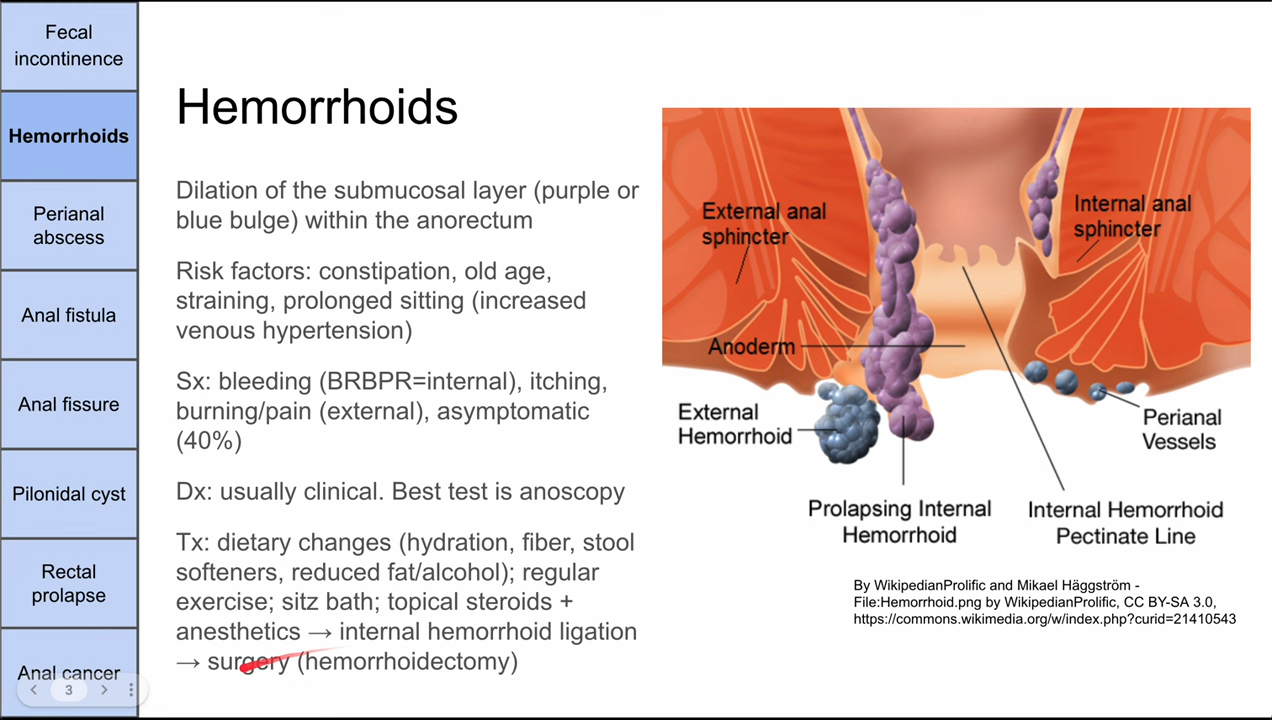 Fecal
incontinence
Hemorrhoids
Perianal
abscess
Anal fistula
Anal fissure
Pilonidal cyst
Rectal
prolapse
Anal cancer
3
Hemorrhoids
Dilation of the submucosal layer (purple or
blue bulge) within the anorectum
Risk factors: constipation, old age,
straining, prolonged sitting (increased
venous hypertension)
Sx: bleeding (BRBPR=internal), itching,
burning/pain (external), asymptomatic
(40%)
Dx: usually clinical. Best test is anoscopy
Tx: dietary changes (hydration, fiber, stool
softeners, reduced fat/alcohol); regular
exercise; sitz bath; topical steroids +
anesthetics → internal hemorrhoid ligation
→ surgery (hemorrhoidectomy)
External anal
sphincter
Internal anal
sphincter
Anoderm
External
Hemorrhoid
Perianal
Vessels
Prolapsing Internal
Hemorrhoid
Internal Hemorrhoid
Pectinate Line
By WikipedianProlific and Mikael Häggström -
File:Hemorrhoid.png by WikipedianProlific, CC BY-SA 3.0,
https://commons.wikimedia.org/w/index.php?curid=21410543